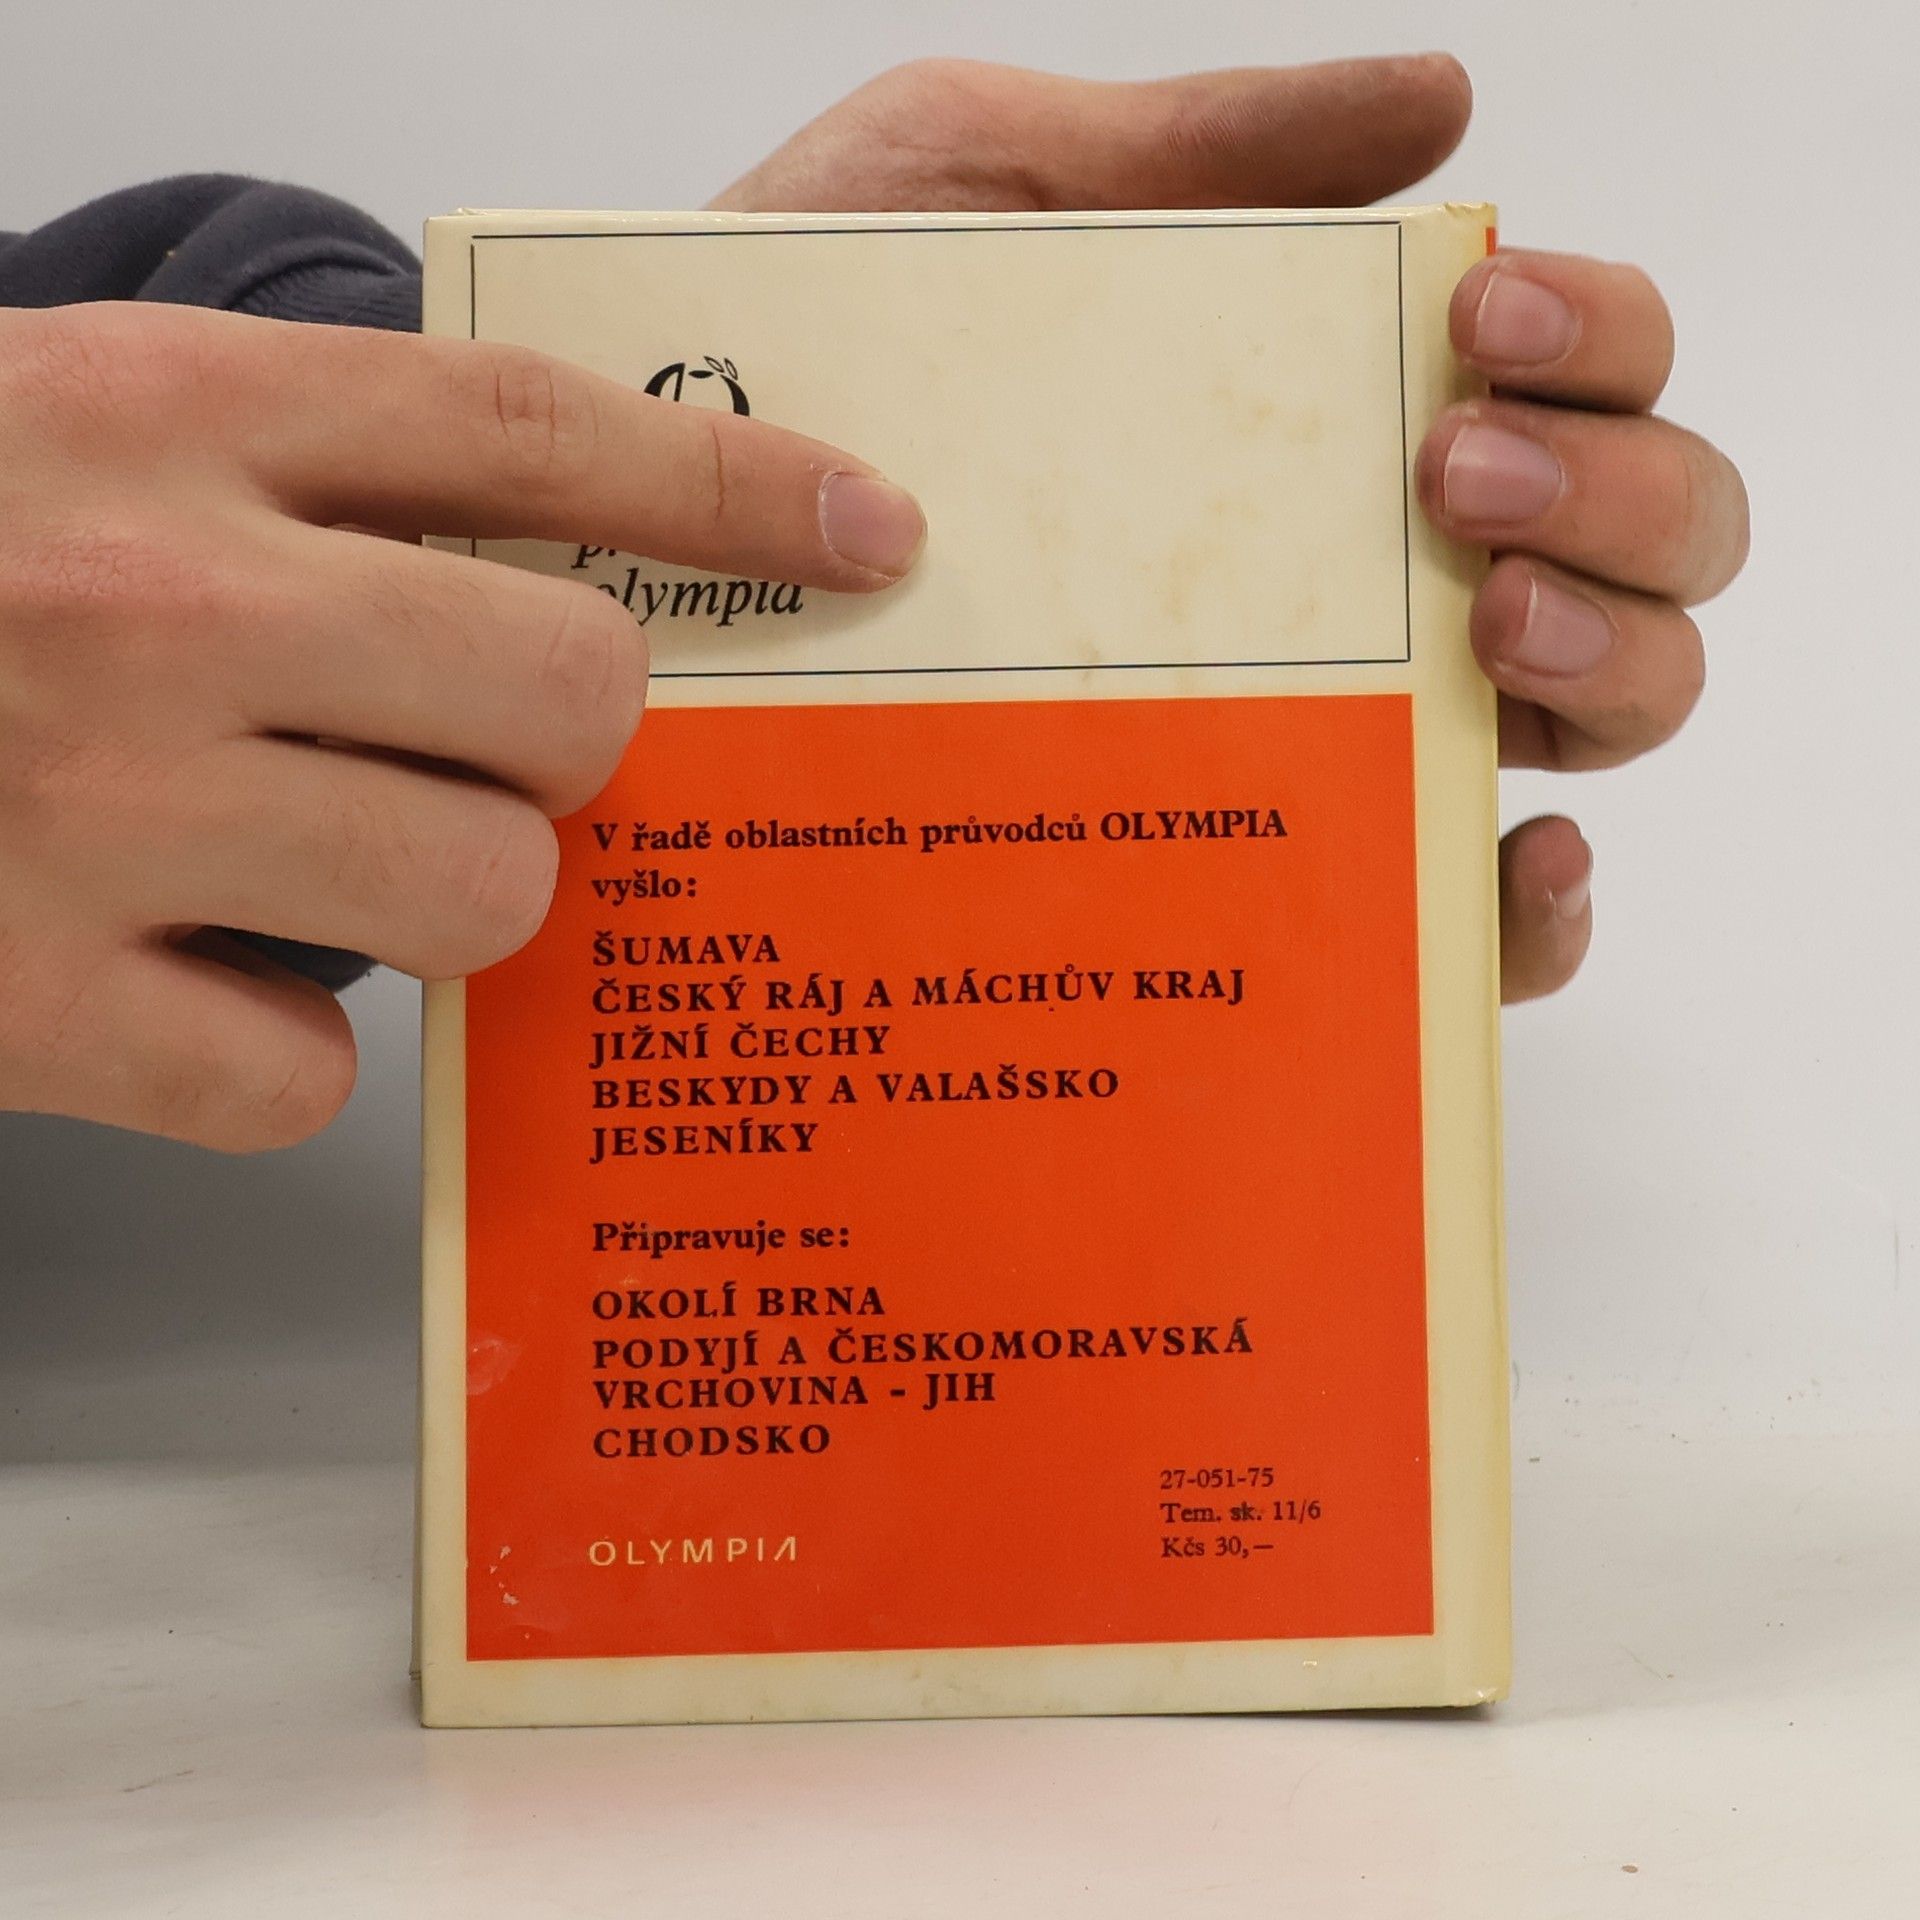 olympia
V řadě oblastních průvodců OLYMPIA
vyšlo:
ŠUMAVA
ČESKÝ RÁJ A MÁCHŮV KRAJ
JIŽNÍ ČECHY
BESKYDY A VALAŠSKO
JESENÍKY
Připravuje se:
OKOLÍ BRNA
PODYJÍ A ČESKOMORAVSKÁ
VRCHOVINA - JIH
CHODSKO
27-051-75
Tem. sk. 11/6
Kčs 30,—
OLYMPIA